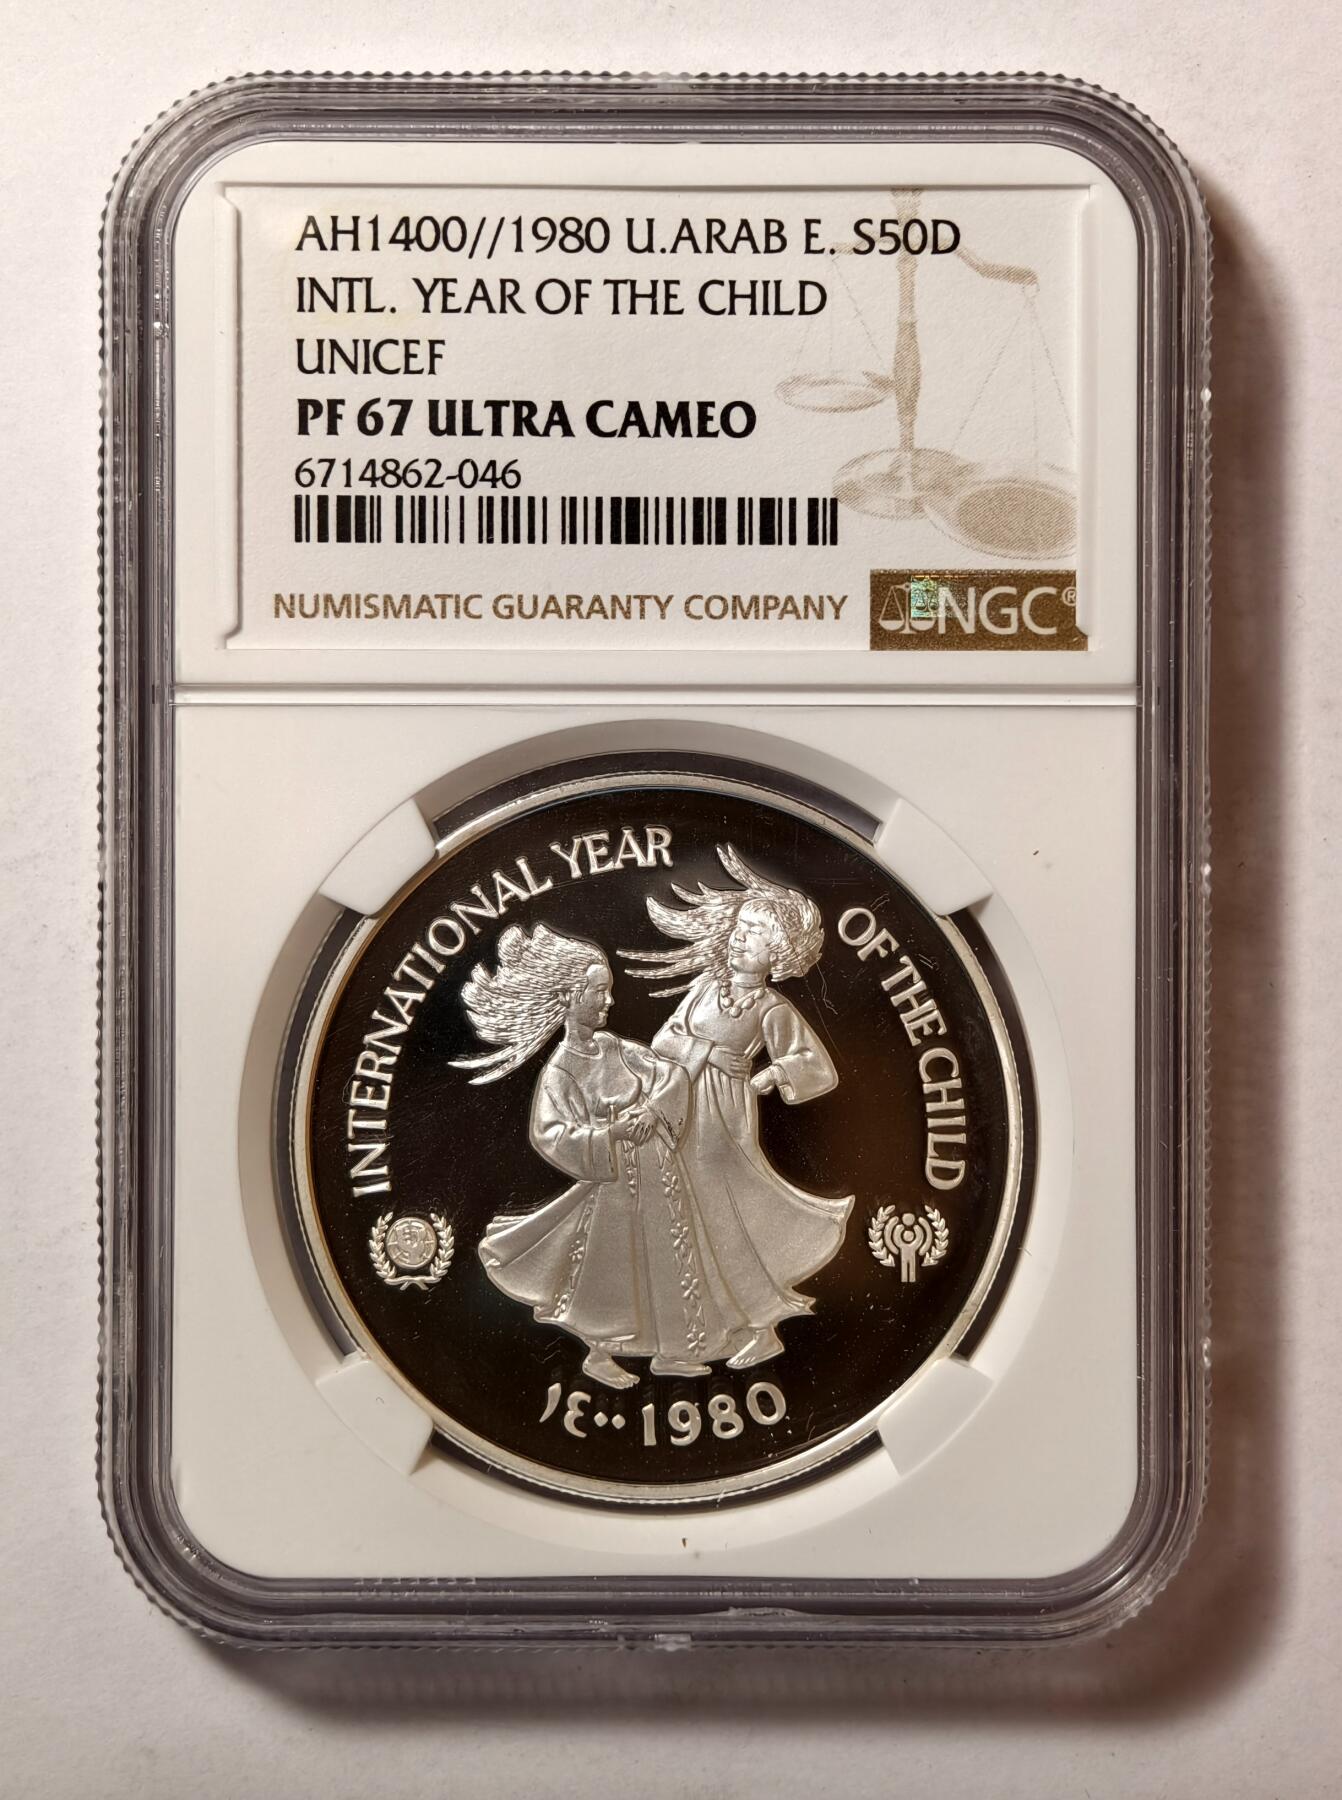 AH1400//1980 U.ARAB E. S50D
INTL. YEAR OF THE CHILD
UNICEF
PF 67 ULTRA CAMEO
6714862-046
NUMISMATIC GUARANTY COMPANY
NGC®
INTERNATIONAL YEAR
OF THE CHILD
١٤٠٠ 1980